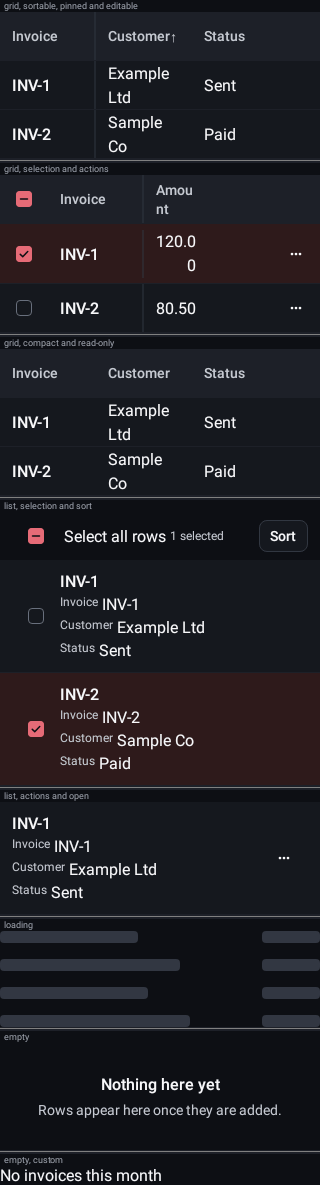 grid, sortable, pinned and editable
Invoice Customer↑ Status
INV-1 Example Ltd Sent
INV-2 Sample Co Paid
grid, selection and actions
Invoice Amou
nt
INV-1 120.0
0 ...
INV-2 80.50 ...
grid, compact and read-only
Invoice Customer Status
INV-1 Example Ltd Sent
INV-2 Sample Co Paid
list, selection and sort
Select all rows 1 selected Sort
INV-1
Invoice INV-1
Customer Example Ltd
Status Sent
INV-2
Invoice INV-2
Customer Sample Co
Status Paid
list, actions and open
INV-1
Invoice INV-1
Customer Example Ltd ...
Status Sent
loading
empty
Nothing here yet
Rows appear here once they are added.
empty, custom
No invoices this month